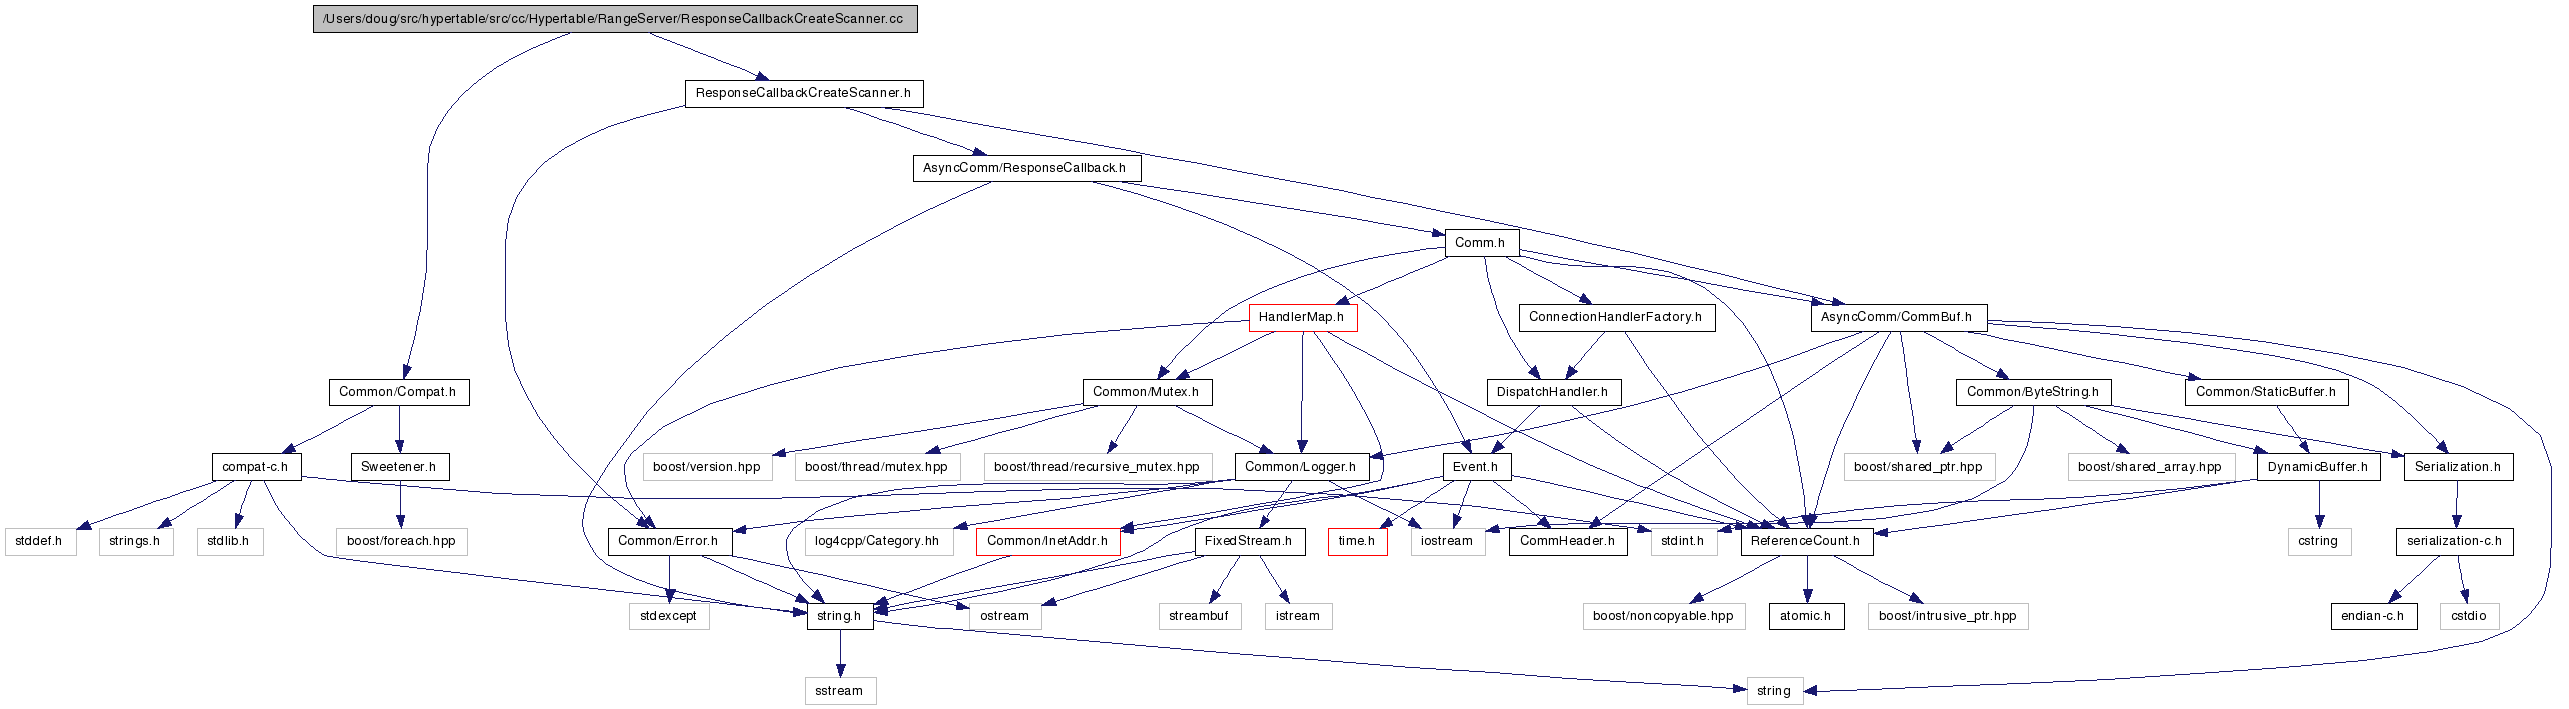 /Users/doug/src/hypertable/src/cc/Hypertable/RangeServer/ResponseCallbackCreateScanner.cc
ResponseCallbackCreateScanner.h
AsyncComm/ResponseCallback.h
Comm.h
HandlerMap.h
ConnectionHandlerFactory.h
AsyncComm/CommBuf.h
Common/Compat.h
Common/Mutex.h
DispatchHandler.h
Common/ByteString.h
Common/StaticBuffer.h
compat-c.h
Sweetener.h
boost/version.hpp
boost/thread/mutex.hpp
boost/thread/recursive_mutex.hpp
Common/Logger.h
Event.h
boost/shared_ptr.hpp
boost/shared_array.hpp
DynamicBuffer.h
Serialization.h
stddef.h
strings.h
stdlib.h
boost/foreach.hpp
Common/Error.h
log4cpp/Category.hh
Common/InetAddr.h
FixedStream.h
time.h
iostream
CommHeader.h
stdint.h
ReferenceCount.h
cstring
serialization-c.h
stdexcept
string.h
ostream
streambuf
istream
boost/noncopyable.hpp
atomic.h
boost/intrusive_ptr.hpp
endian-c.h
cstdio
sstream
string